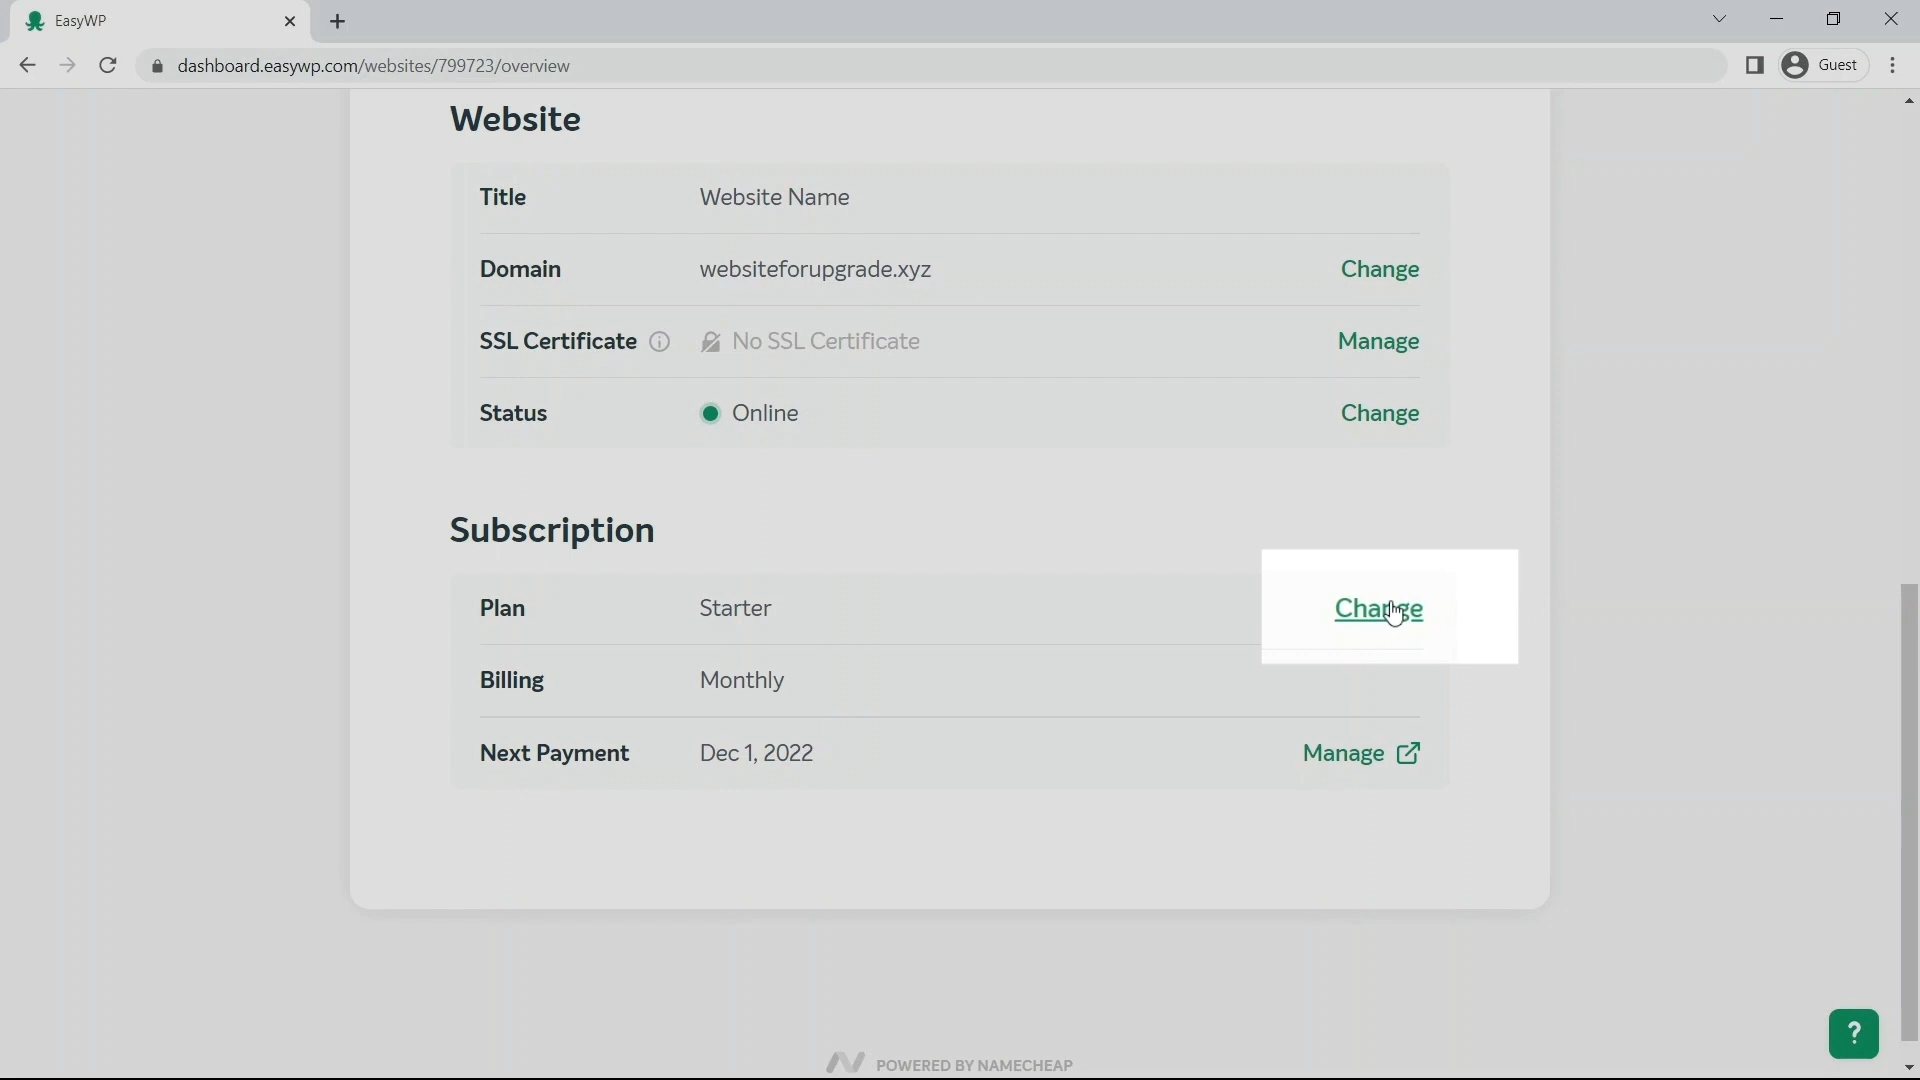 EasyWP
dashboard.easywp.com/websites/799723/overview
Guest
Website
Title Website Name
Domain websiteforupgrade.xyz Change
SSL Certificate No SSL Certificate Manage
Status Online Change
Subscription
Plan Starter Change
Billing Monthly
Next Payment Dec 1, 2022 Manage
?
POWERED BY NAMECHEAP